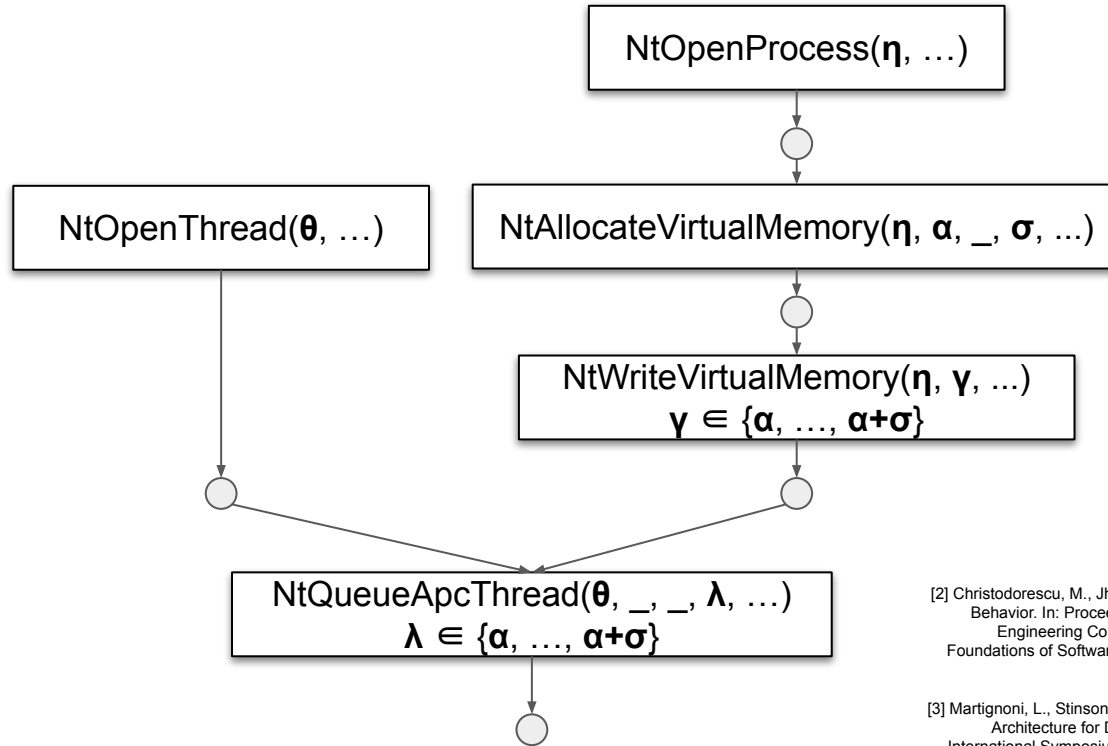 NtOpenProcess(η, …)
NtOpenThread(θ, …)
NtAllocateVirtualMemory(η, α, _, σ, ...)
NtWriteVirtualMemory(η, γ, ...)
γ ∈ {α, …, α+σ}
NtQueueApcThread(θ, _, _, λ, …)
λ ∈ {α, …, α+σ}
[2] Christodorescu, M., Jh
Behavior. In: Procee
Engineering Co
Foundations of Softwar
[3] Martignoni, L., Stinson
Architecture for D
International Symposiu